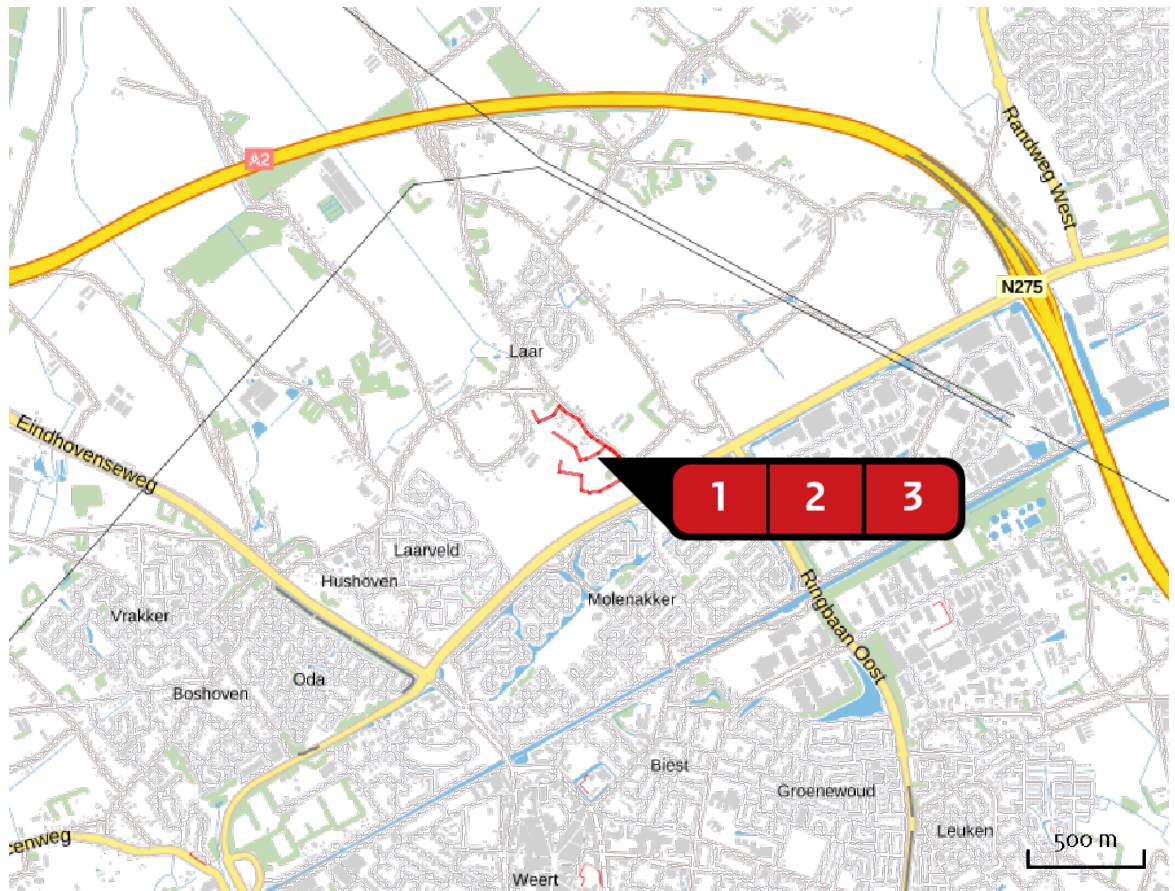 A2
Randweg West
N275
Laar
Eindhovenseweg
1 2 3
Laarveld
Hushoven
Molenakker
Vrakker
Ringbaan Oost
Oda
Boshoven
Biest
Groenewoud
Leuken
cenweg
500 m
Weert